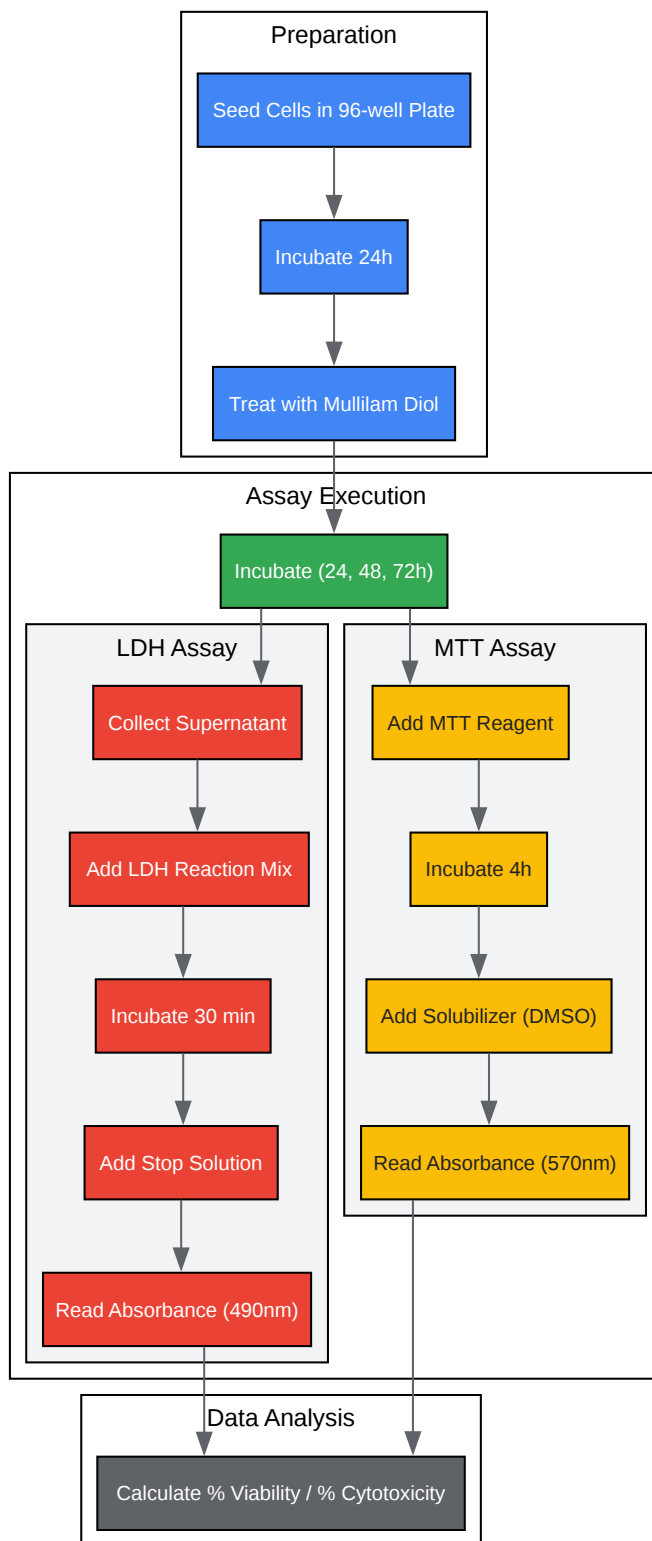 Preparation
Seed Cells in 96-well Plate
Incubate 24h
Treat with Mullilam Diol
Assay Execution
Incubate (24, 48, 72h)
LDH Assay
Collect Supernatant
Add LDH Reaction Mix
Incubate 30 min
Add Stop Solution
Read Absorbance (490nm)
MTT Assay
Add MTT Reagent
Incubate 4h
Add Solubilizer (DMSO)
Read Absorbance (570nm)
Data Analysis
Calculate % Viability / % Cytotoxicity